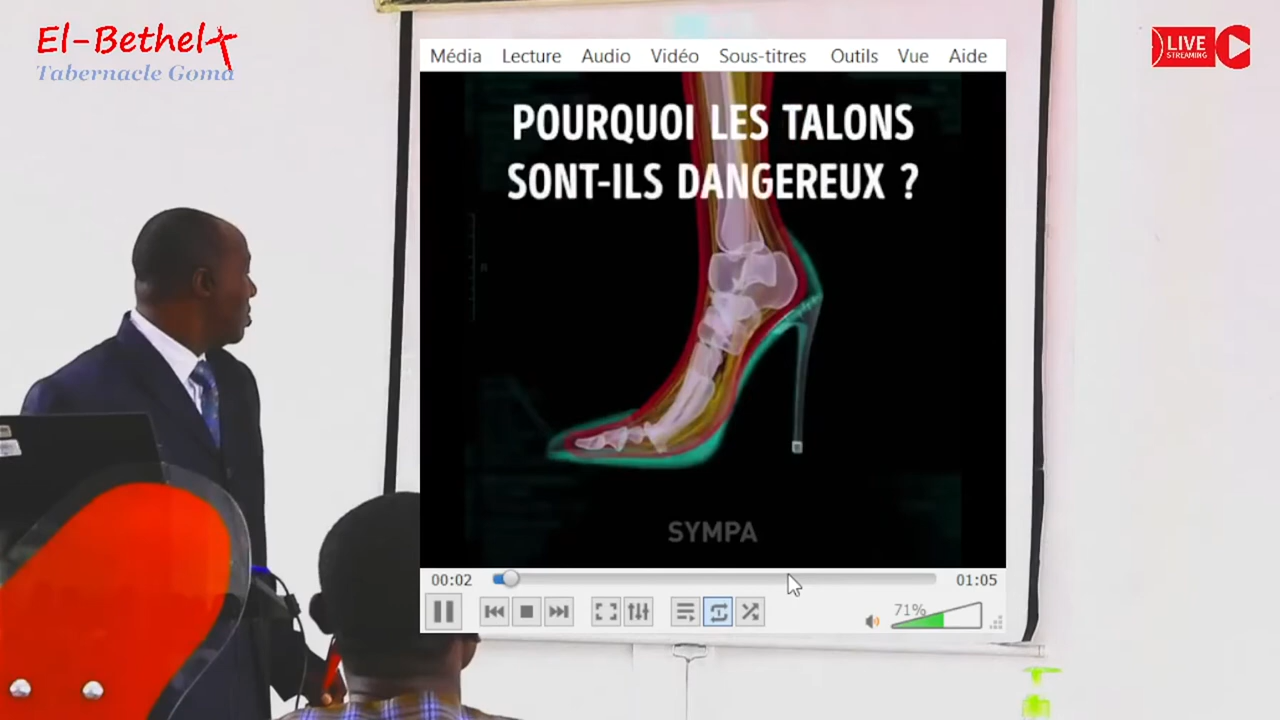 El-Bethel
Tabernacle Goma
LIVE
STREAMING
Média Lecture Audio Vidéo Sous-titres Outils Vue Aide
POURQUOI LES TALONS
SONT-ILS DANGEREUX ?
SYMPA
00:02 01:05
71%